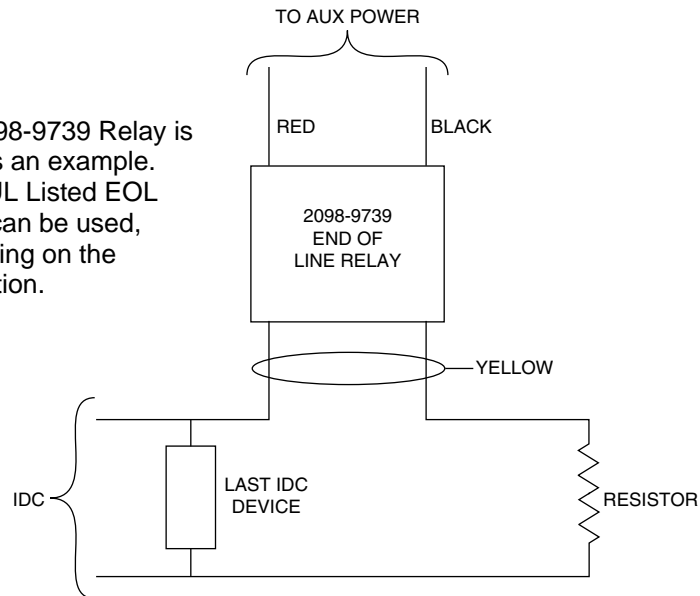 TO AUX POWER
RED
BLACK
98-9739 Relay is
s an example.
UL Listed EOL
can be used,
ing on the
tion.
2098-9739
END OF
LINE RELAY
YELLOW
LAST IDC
DEVICE
IDC
RESISTOR